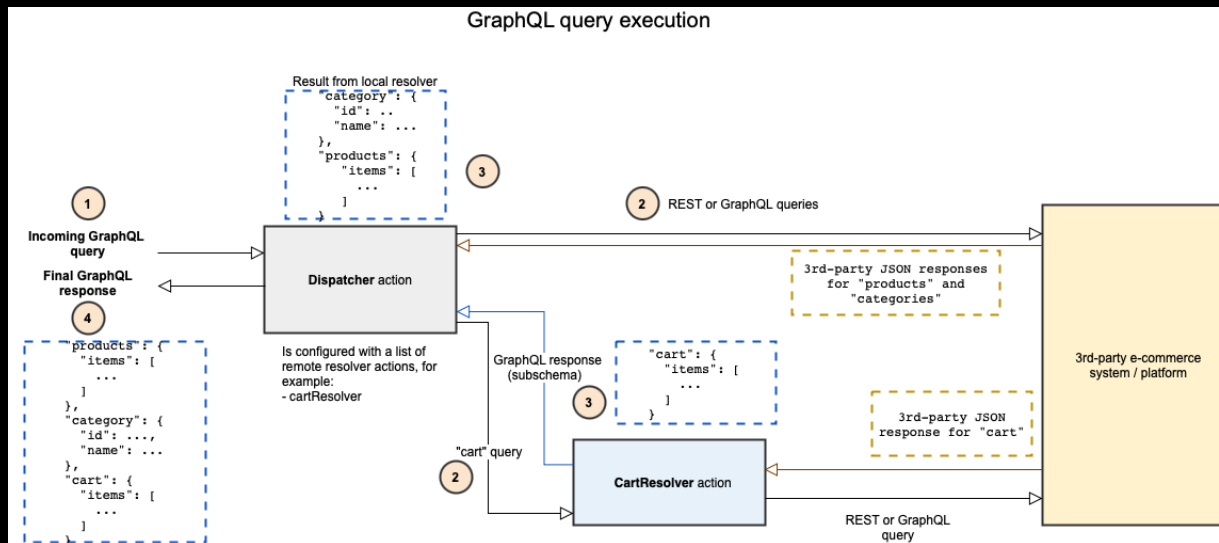 GraphQL query execution
Result from local resolver
"category": {
"id": ..
"name": ...
},
"products": {
"items": [
...
]
}
3
1
Incoming GraphQL
query
Final GraphQL
response
4
"products": {
"items": [
...
]
},
"category": {
"id": ...,
"name": ...
},
"cart": {
"items": [
...
]
}
Dispatcher action
Is configured with a list of
remote resolver actions, for
example:
- cartResolver
2
REST or GraphQL queries
3rd-party JSON responses
for "products" and
"categories"
GraphQL response
(subschema)
3
"cart": {
"items": [
...
]
}
"cart" query
2
CartResolver action
3rd-party JSON
response for "cart"
REST or GraphQL
query
3rd-party e-commerce
system / platform